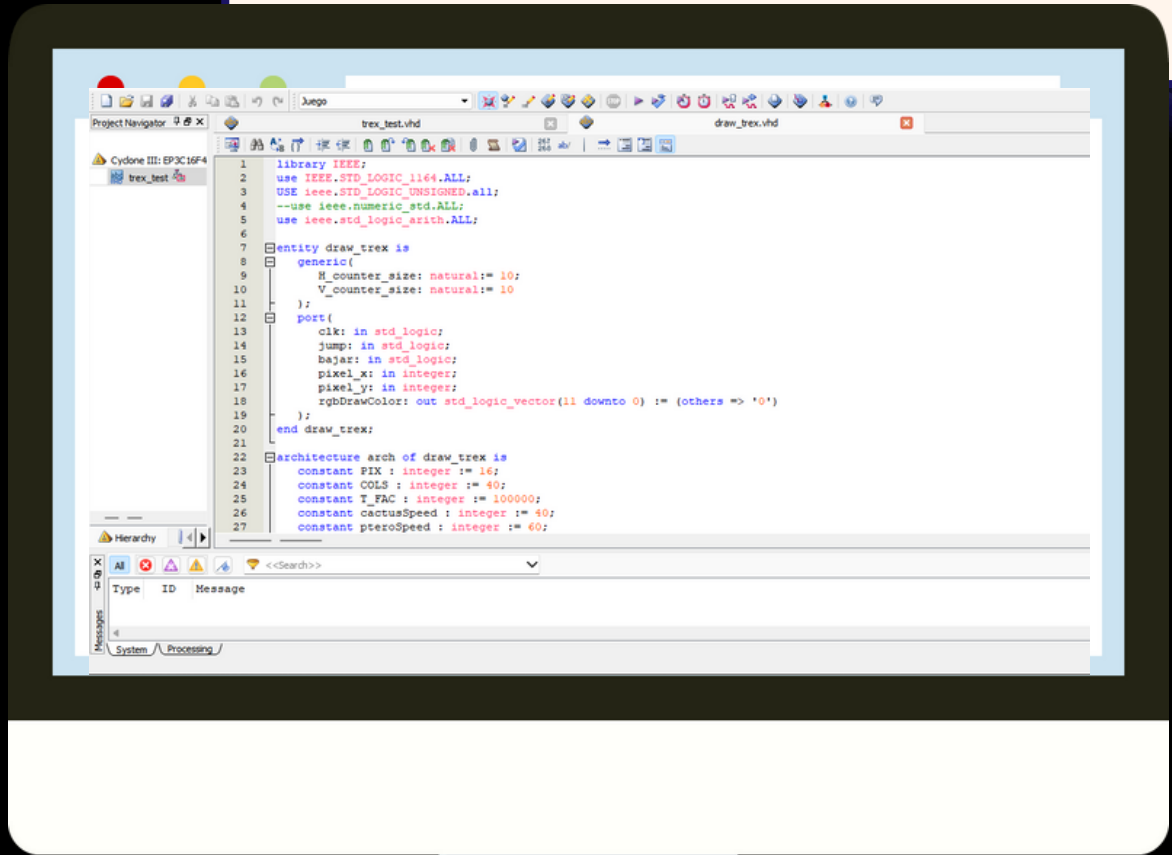 Juego
Project Navigator
trex_test.vhd
draw_trex.vhd
Cyclone III: EP3C16F4
trex_test
1 library IEEE;
2 use IEEE.STD_LOGIC_1164.ALL;
3 USE ieee.STD_LOGIC_UNSIGNED.all;
4 --use ieee.numeric_std.ALL;
5 use ieee.std_logic_arith.ALL;
6
7 entity draw_trex is
8 generic(
9 H_counter_size: natural:= 10;
10 V_counter_size: natural:= 10
11 );
12 port(
13 clk: in std_logic;
14 jump: in std_logic;
15 bajar: in std_logic;
16 pixel_x: in integer;
17 pixel_y: in integer;
18 rgbDrawColor: out std_logic_vector(11 downto 0) := (others => '0')
19 );
20 end draw_trex;
21
22 architecture arch of draw_trex is
23 constant PIX : integer := 16;
24 constant COLS : integer := 40;
25 constant T_FAC : integer := 100000;
26 constant cactusSpeed : integer := 40;
27 constant pteroSpeed : integer := 60;
Hierarchy
All
<<Search>>
Type ID Message
Messages
System Processing